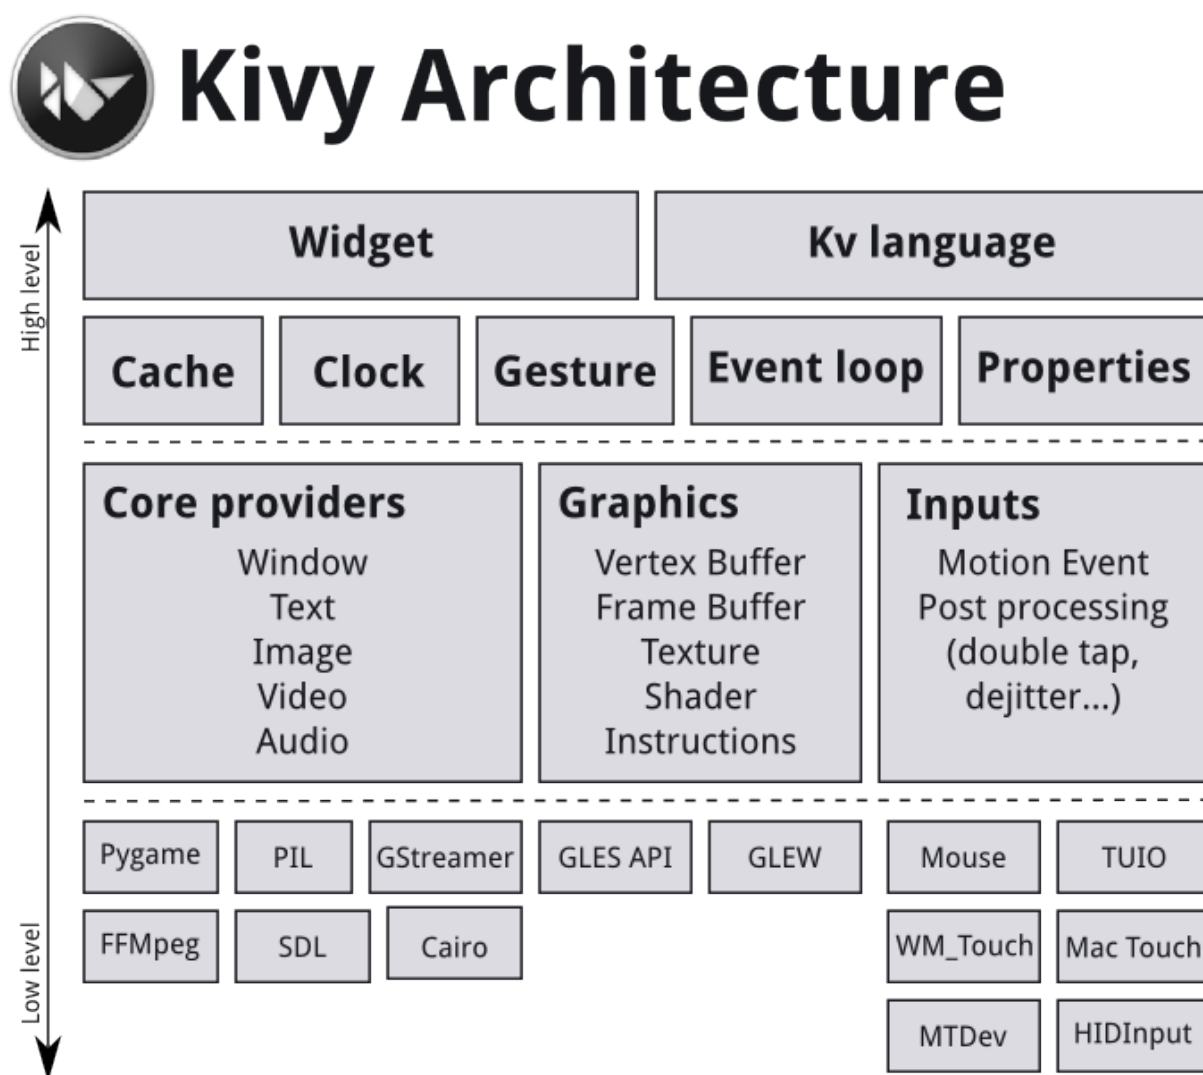 Kivy Architecture
High level
Widget
Kv language
Cache
Clock
Gesture
Event loop
Properties
Core providers
Window
Text
Image
Video
Audio
Graphics
Vertex Buffer
Frame Buffer
Texture
Shader
Instructions
Inputs
Motion Event
Post processing
(double tap,
dejitter...)
Low level
Pygame
PIL
GStreamer
GLES API
GLEW
Mouse
TUIO
FFMpeg
SDL
Cairo
WM_Touch
Mac Touch
MTDev
HIDInput